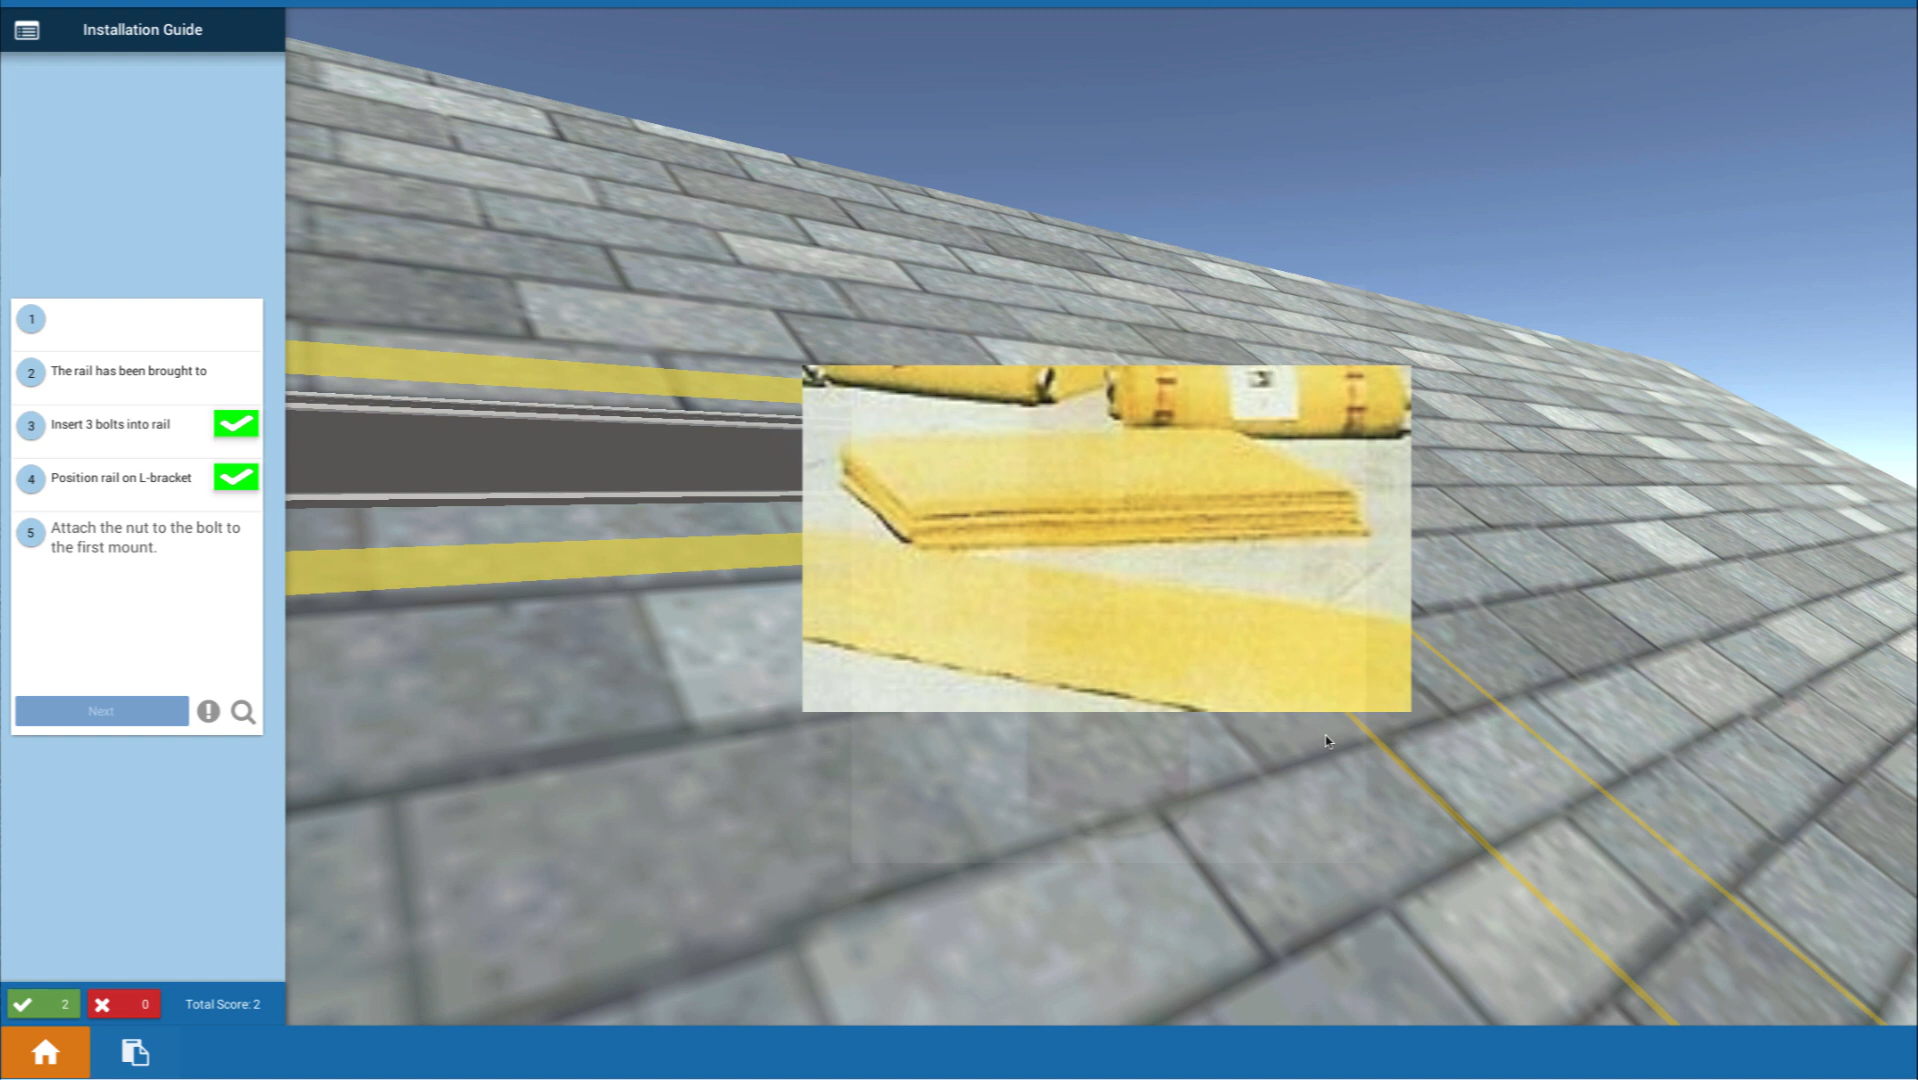 Installation Guide
1
2 The rail has been brought to
3 Insert 3 bolts into rail
4 Position rail on L-bracket
5 Attach the nut to the bolt to
the first mount.
Next
2 0 Total Score: 2